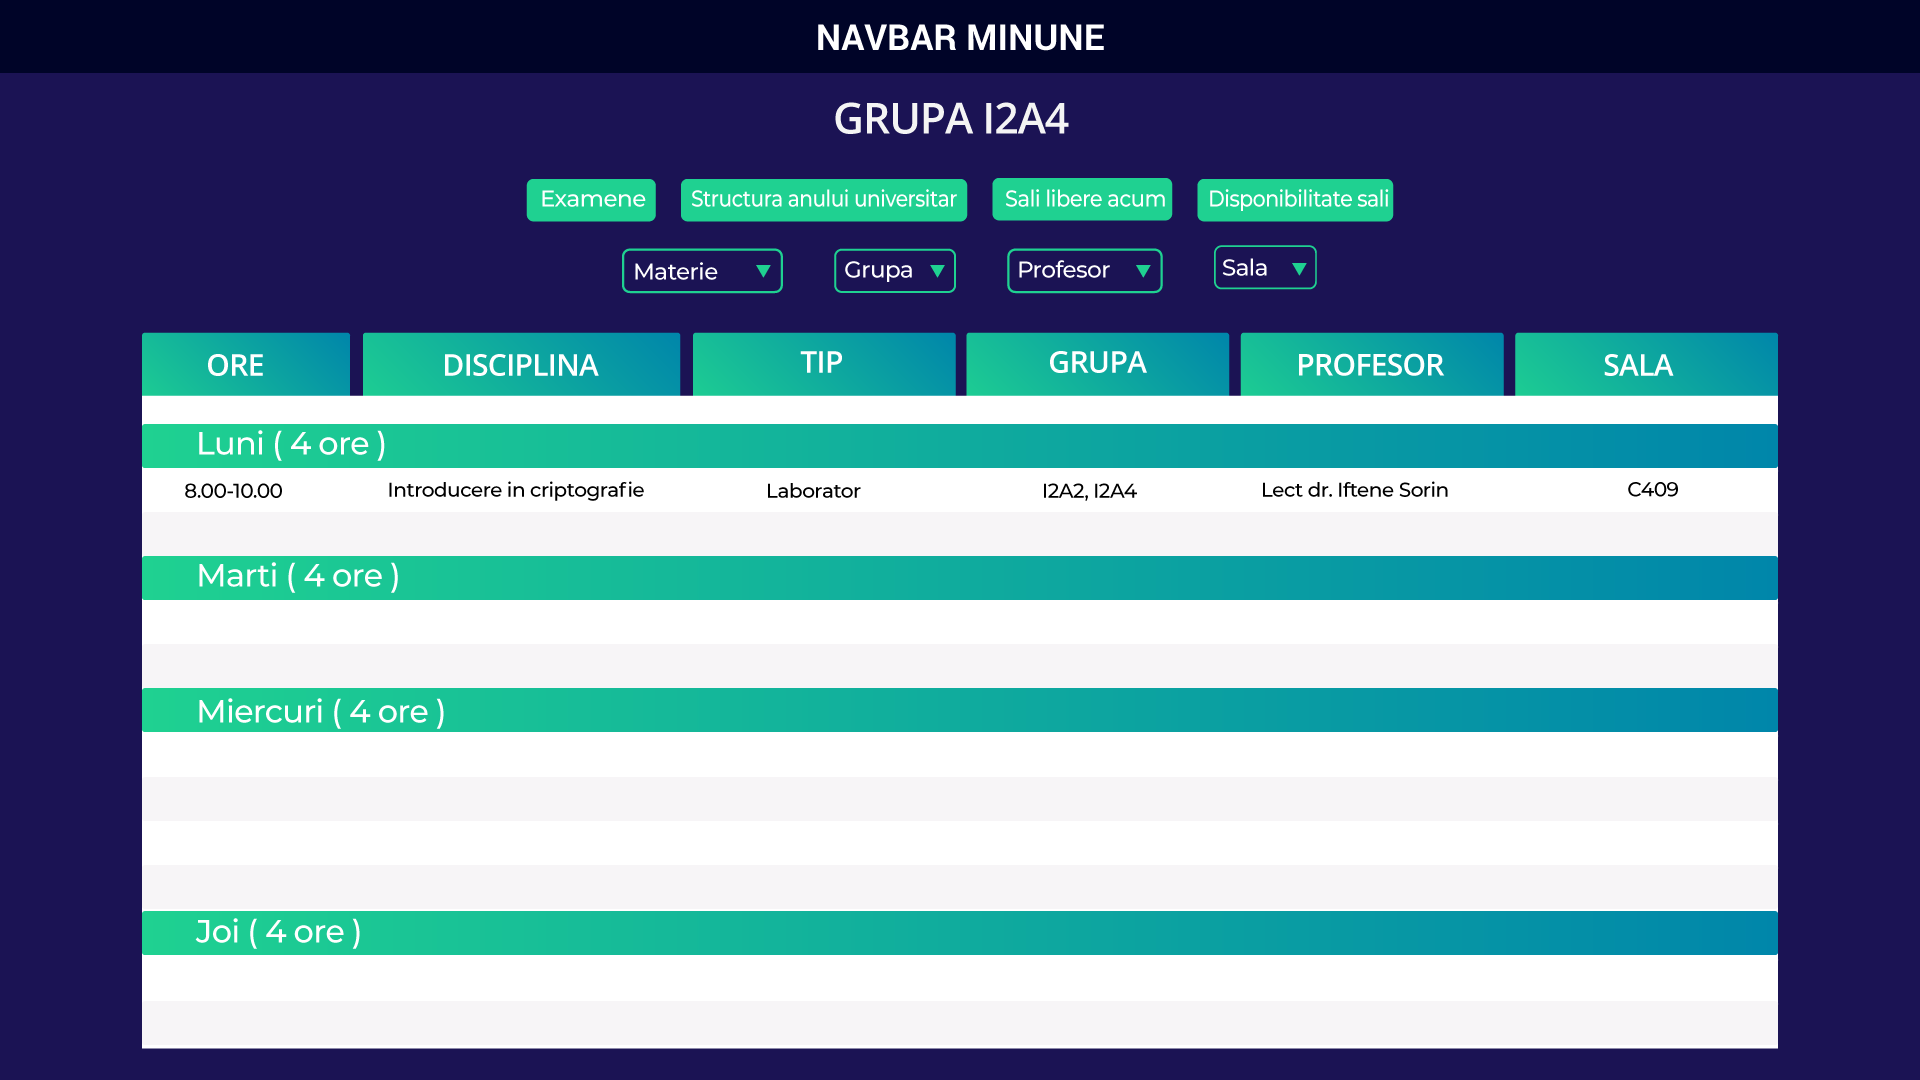 NAVBAR MINUNE
GRUPA I2A4
Examene Structura anului universitar Sali libere acum Disponibilitate sali
Materie Grupa Profesor Sala
ORE DISCIPLINA TIP GRUPA PROFESOR SALA
Luni ( 4 ore )
8.00-10.00 Introducere in criptografie Laborator I2A2, I2A4 Lect dr. Iftene Sorin C409
Marti ( 4 ore )
Miercuri ( 4 ore )
Joi ( 4 ore )